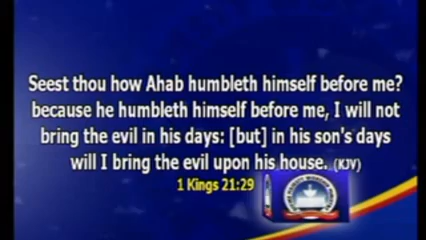 Seest thou how Ahab humbleth himself before me?
because he humbleth himself before me, I will not
bring the evil in his days: [but] in his son's days
will I bring the evil upon his house. (KJV)
1 Kings 21:29